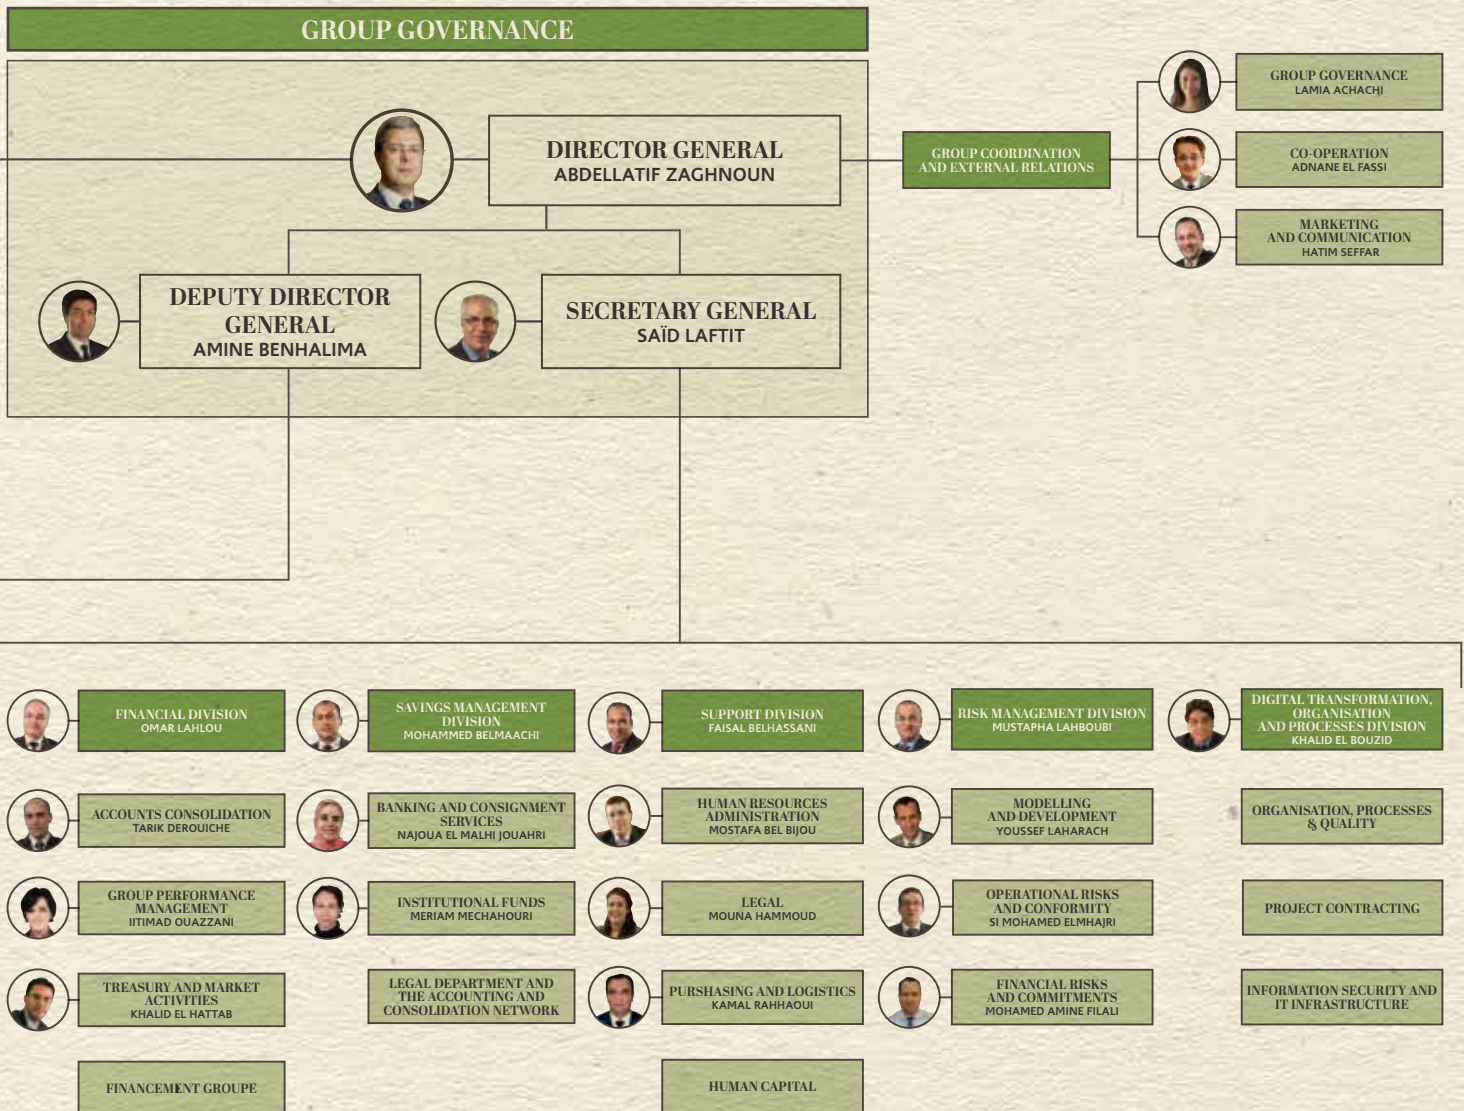 GROUP GOVERNANCE
DIRECTOR GENERAL
ABDELLATIF ZAGHNOUN
DEPUTY DIRECTOR
GENERAL
AMINE BENHALIMA
SECRETARY GENERAL
SAÏD LAFTIT
GROUP COORDINATION
AND EXTERNAL RELATIONS
GROUP GOVERNANCE
LAMIA ACHACHI
CO-OPERATION
ADNANE EL FASSI
MARKETING
AND COMMUNICATION
HATIM SEFFAR
FINANCIAL DIVISION
OMAR LAHLOU
ACCOUNTS CONSOLIDATION
TARIK DEROUICHE
GROUP PERFORMANCE
MANAGEMENT
IITIMAD OUAZZANI
TREASURY AND MARKET
ACTIVITIES
KHALID EL HATTAB
FINANCEMENT GROUPE
SAVINGS MANAGEMENT
DIVISION
MOHAMMED BELMAACHI
BANKING AND CONSIGNMENT
SERVICES
NAJOUA EL MALHI JOUAHRI
INSTITUTIONAL FUNDS
MERIAM MECHAHOURI
LEGAL DEPARTMENT AND
THE ACCOUNTING AND
CONSOLIDATION NETWORK
SUPPORT DIVISION
FAISAL BELHASSANI
HUMAN RESOURCES
ADMINISTRATION
MOSTAFA BEL BIJOU
LEGAL
MOUNA HAMMOUD
PURSHASING AND LOGISTICS
KAMAL RAHHAOUI
HUMAN CAPITAL
RISK MANAGEMENT DIVISION
MUSTAPHA LAHBOUBI
MODELLING
AND DEVELOPMENT
YOUSSEF LAHARACH
OPERATIONAL RISKS
AND CONFORMITY
SI MOHAMED ELMHAJRI
FINANCIAL RISKS
AND COMMITMENTS
MOHAMED AMINE FILALI
DIGITAL TRANSFORMATION,
ORGANISATION
AND PROCESSES DIVISION
KHALID EL BOUZID
ORGANISATION, PROCESSES
& QUALITY
PROJECT CONTRACTING
INFORMATION SECURITY AND
IT INFRASTRUCTURE